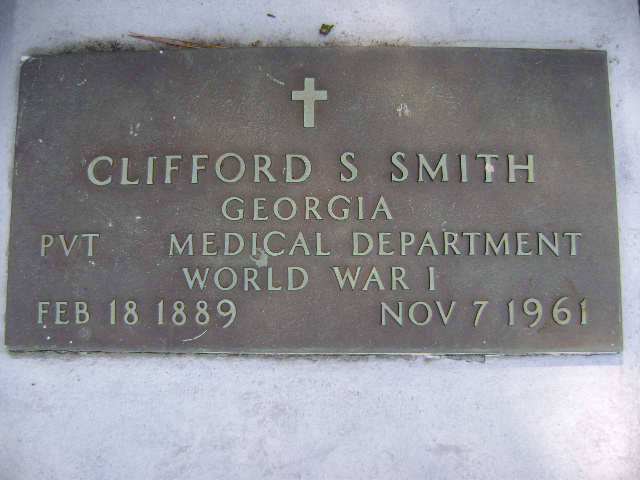 CLIFFORD S SMITH
GEORGIA
PVT MEDICAL DEPARTMENT
WORLD WAR I
FEB 18 1889 NOV 7 1961